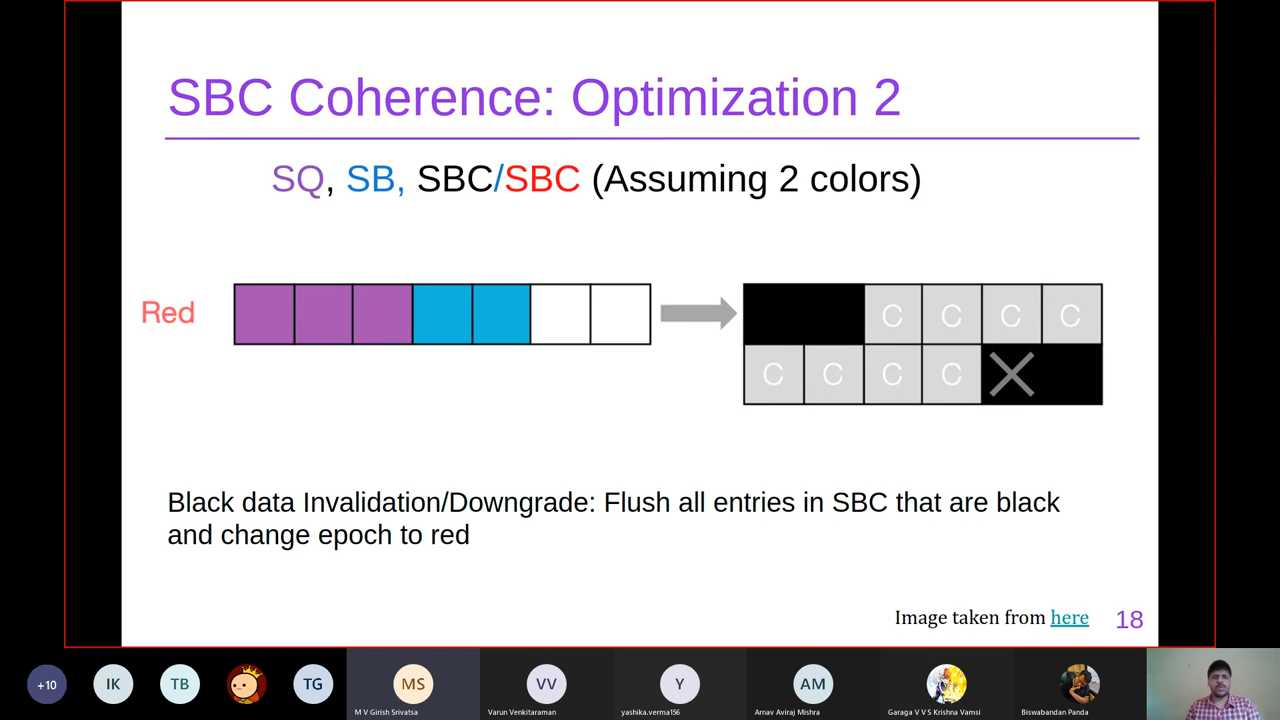 SBC Coherence: Optimization 2
SQ, SB, SBC/SBC (Assuming 2 colors)
Red
C C C C
C C C C
Black data Invalidation/Downgrade: Flush all entries in SBC that are black
and change epoch to red
Image taken from here 18
+10 IK TB TG MS VV Y AM
M V Girish Srivatsa Varun Venkitaraman yashika.verma156 Arnav Aviraj Mishra Garaga V V S Krishna Vamsi Biswabandan Panda